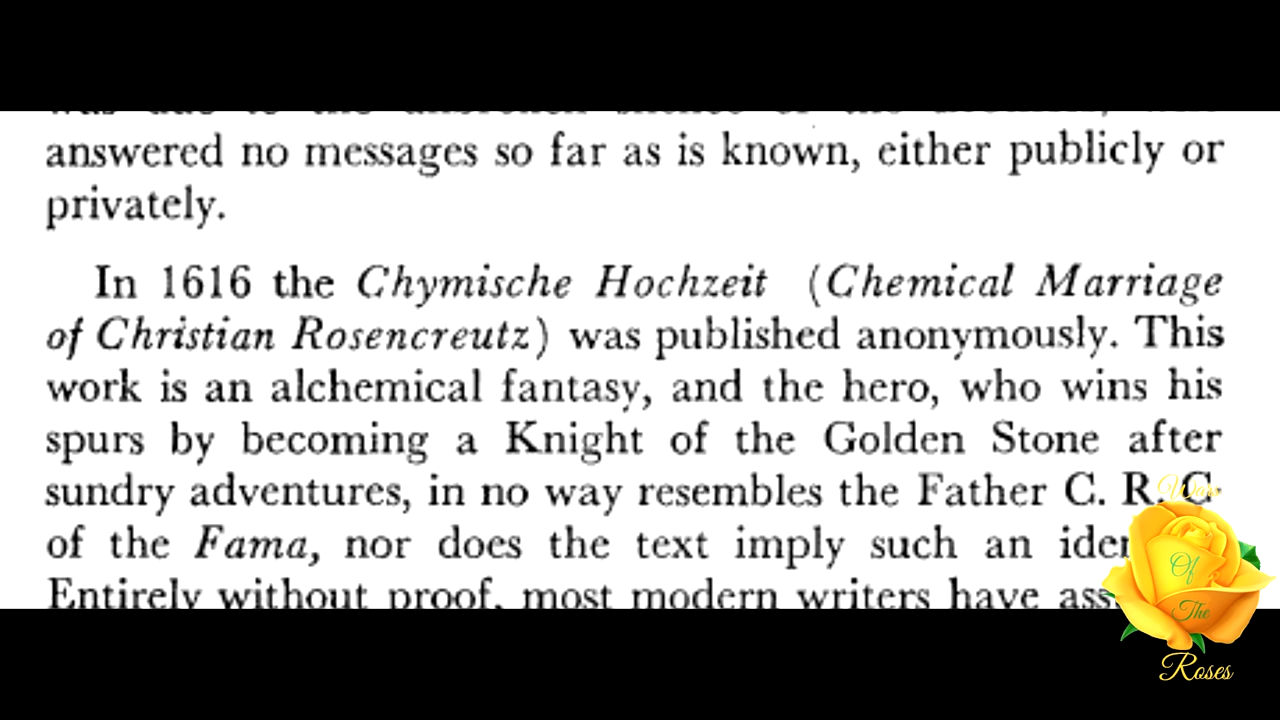 answered no messages so far as is known, either publicly or
privately.
In 1616 the Chymische Hochzeit (Chemical Marriage
of Christian Rosencreutz) was published anonymously. This
work is an alchemical fantasy, and the hero, who wins his
spurs by becoming a Knight of the Golden Stone after
sundry adventures, in no way resembles the Father C. R. C.
of the Fama, nor does the text imply such an
Entirely without proof, most modern writers have
Wars
Of
The
Roses